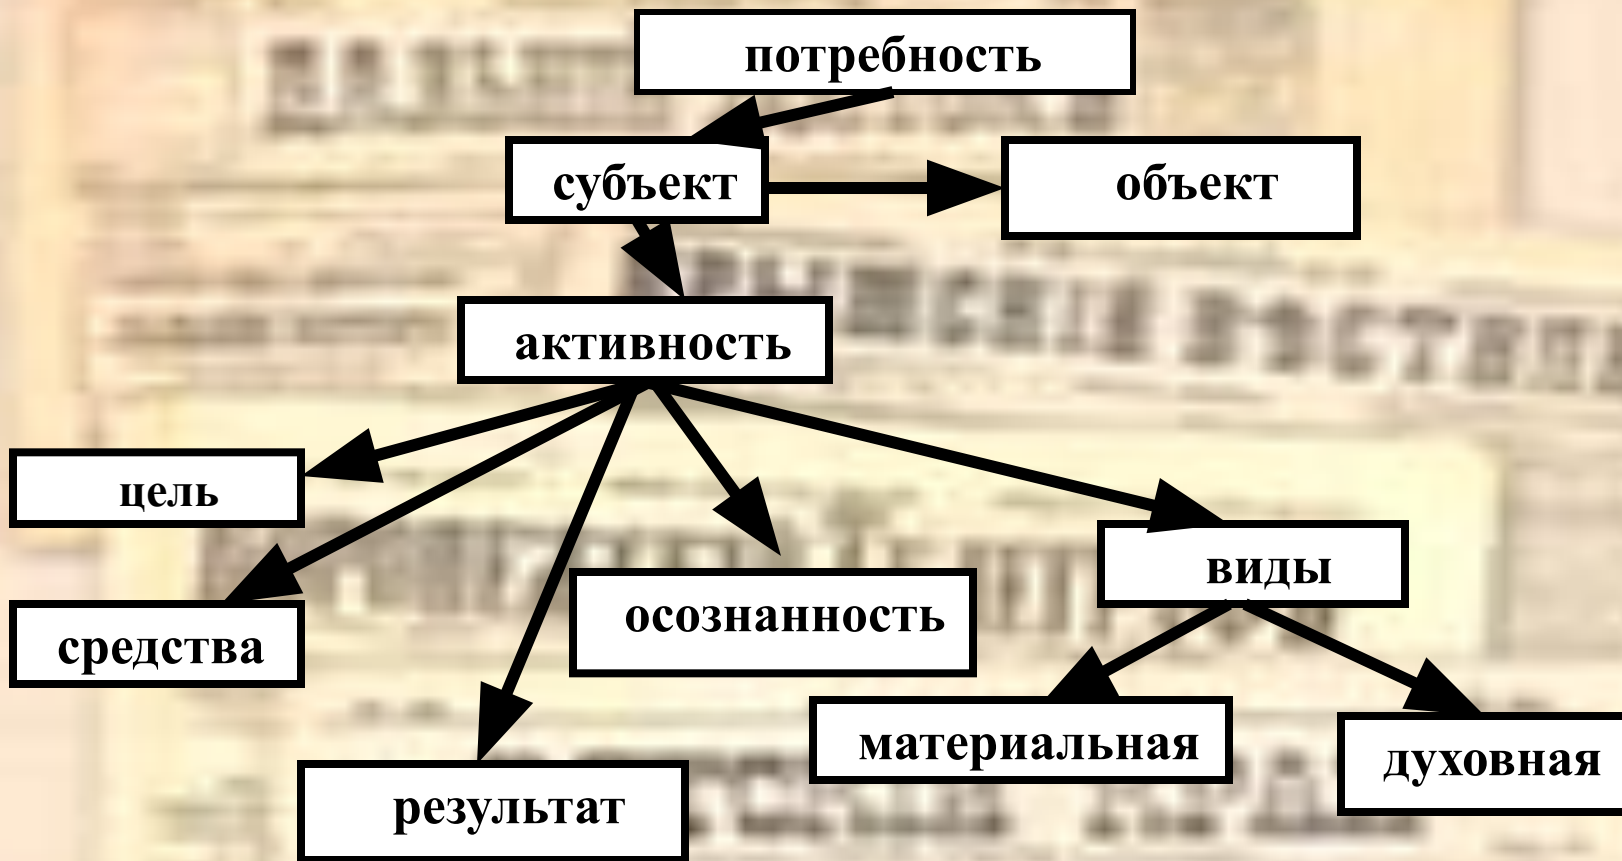 потребность
субъект
объект
активность
цель
средства
результат
осознанность
виды
материальная
духовная